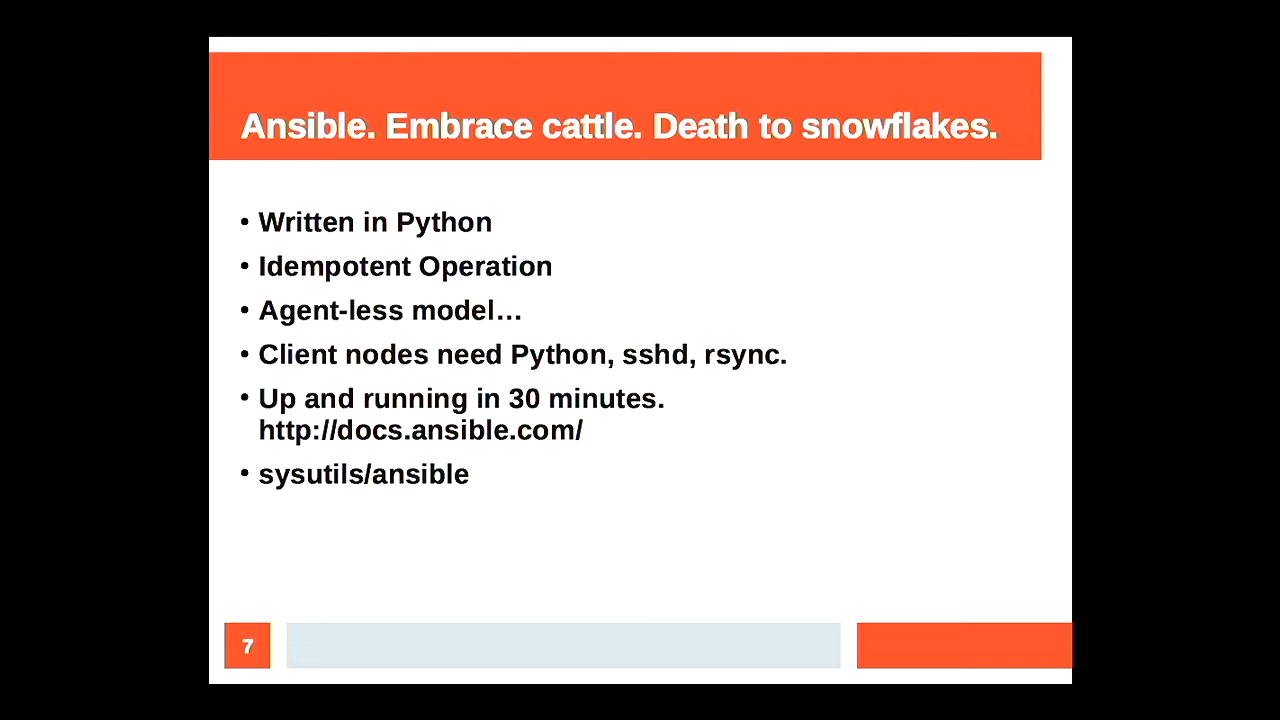 Ansible. Embrace cattle. Death to snowflakes.
• Written in Python
• Idempotent Operation
• Agent-less model…
• Client nodes need Python, sshd, rsync.
• Up and running in 30 minutes.
http://docs.ansible.com/
• sysutils/ansible
7